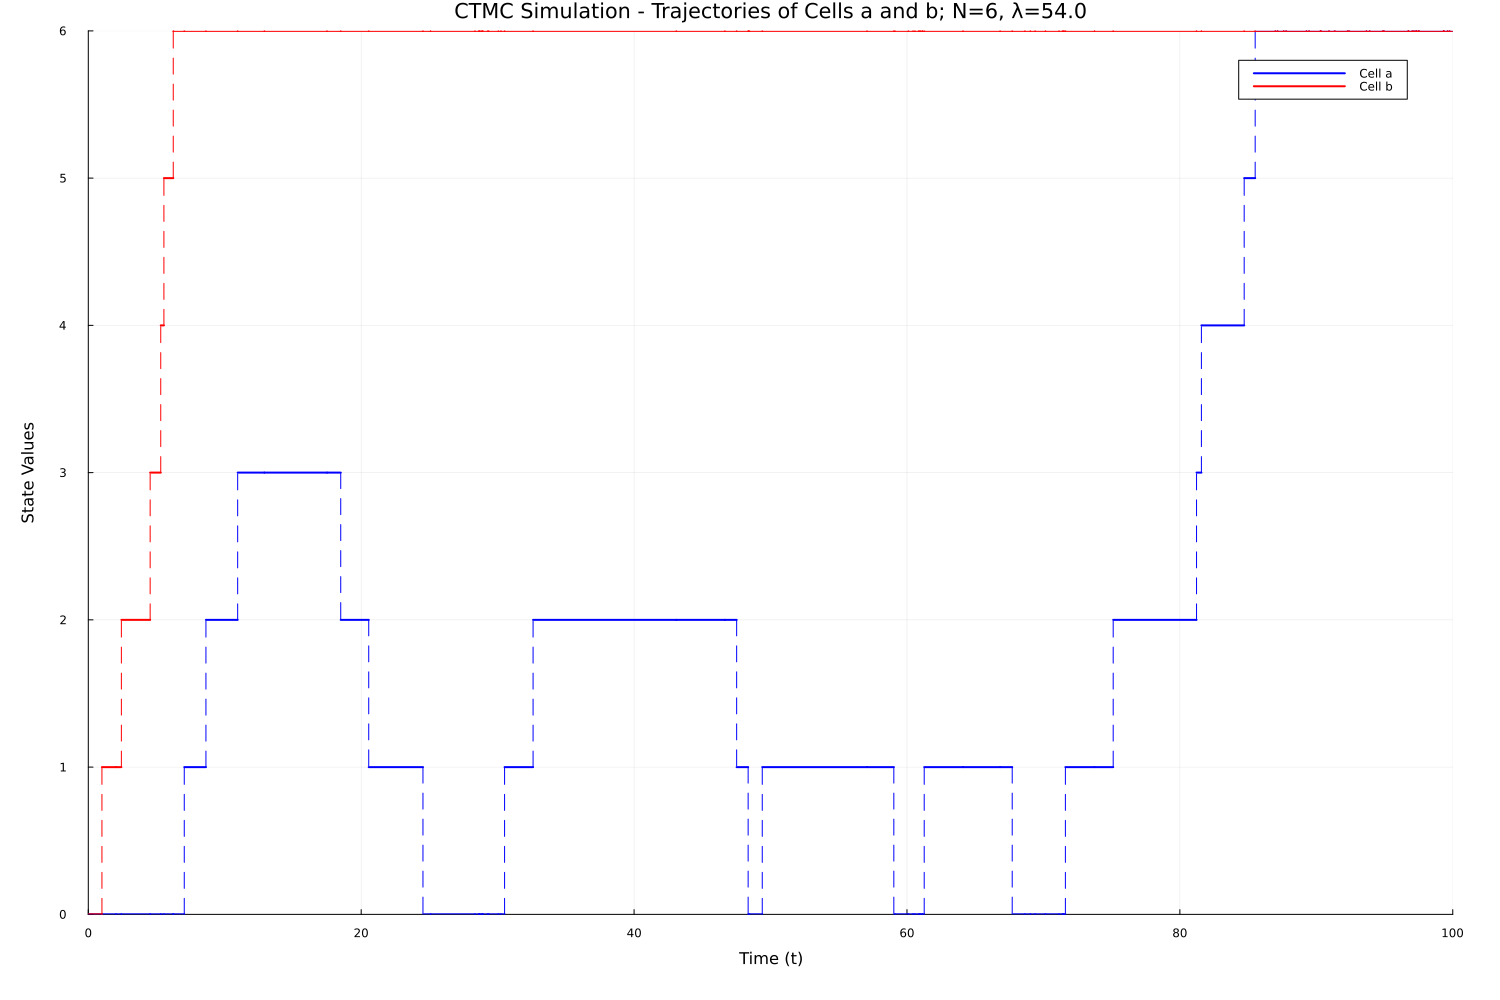 CTMC Simulation - Trajectories of Cells a and b; N=6, λ=54.0
6
Cell a
Cell b
5
4
3
2
1
0
State Values
0 20 40 60 80 100
Time (t)